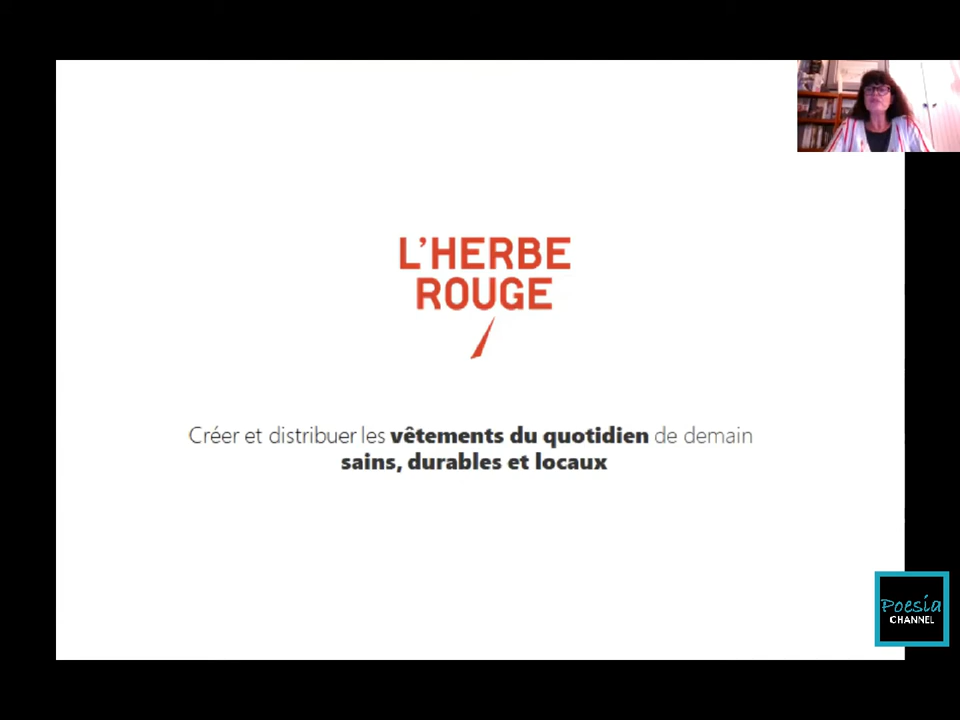 L'HERBE
ROUGE
Créer et distribuer les vêtements du quotidien de demain
sains, durables et locaux
Poesia
CHANNEL